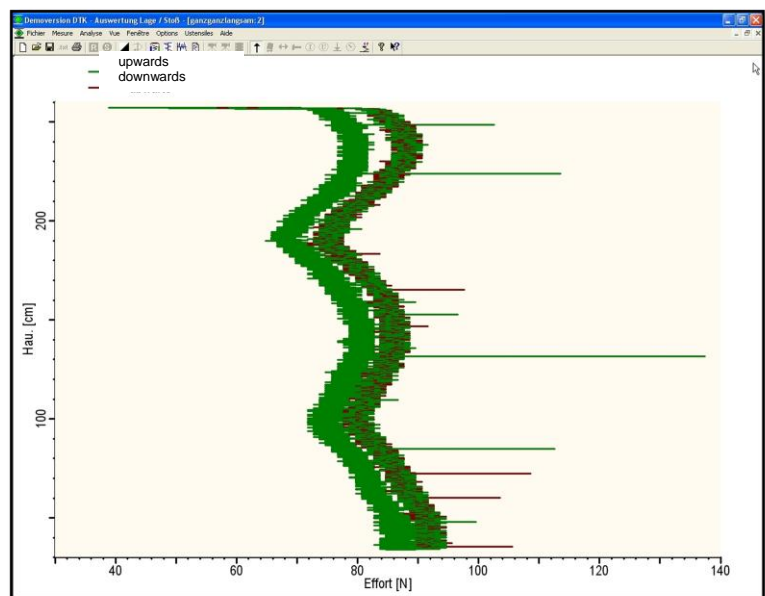 Demoversion DTK - Auswertung Lage / Stoß - [ganzganzlangsam:2]
Fichier Mesure Analyse Vue Fenêtre Options Ustensiles Aide
upwards
downwards
200
100
Hau. [cm]
40 60 80 100 120 140
Effort [N]